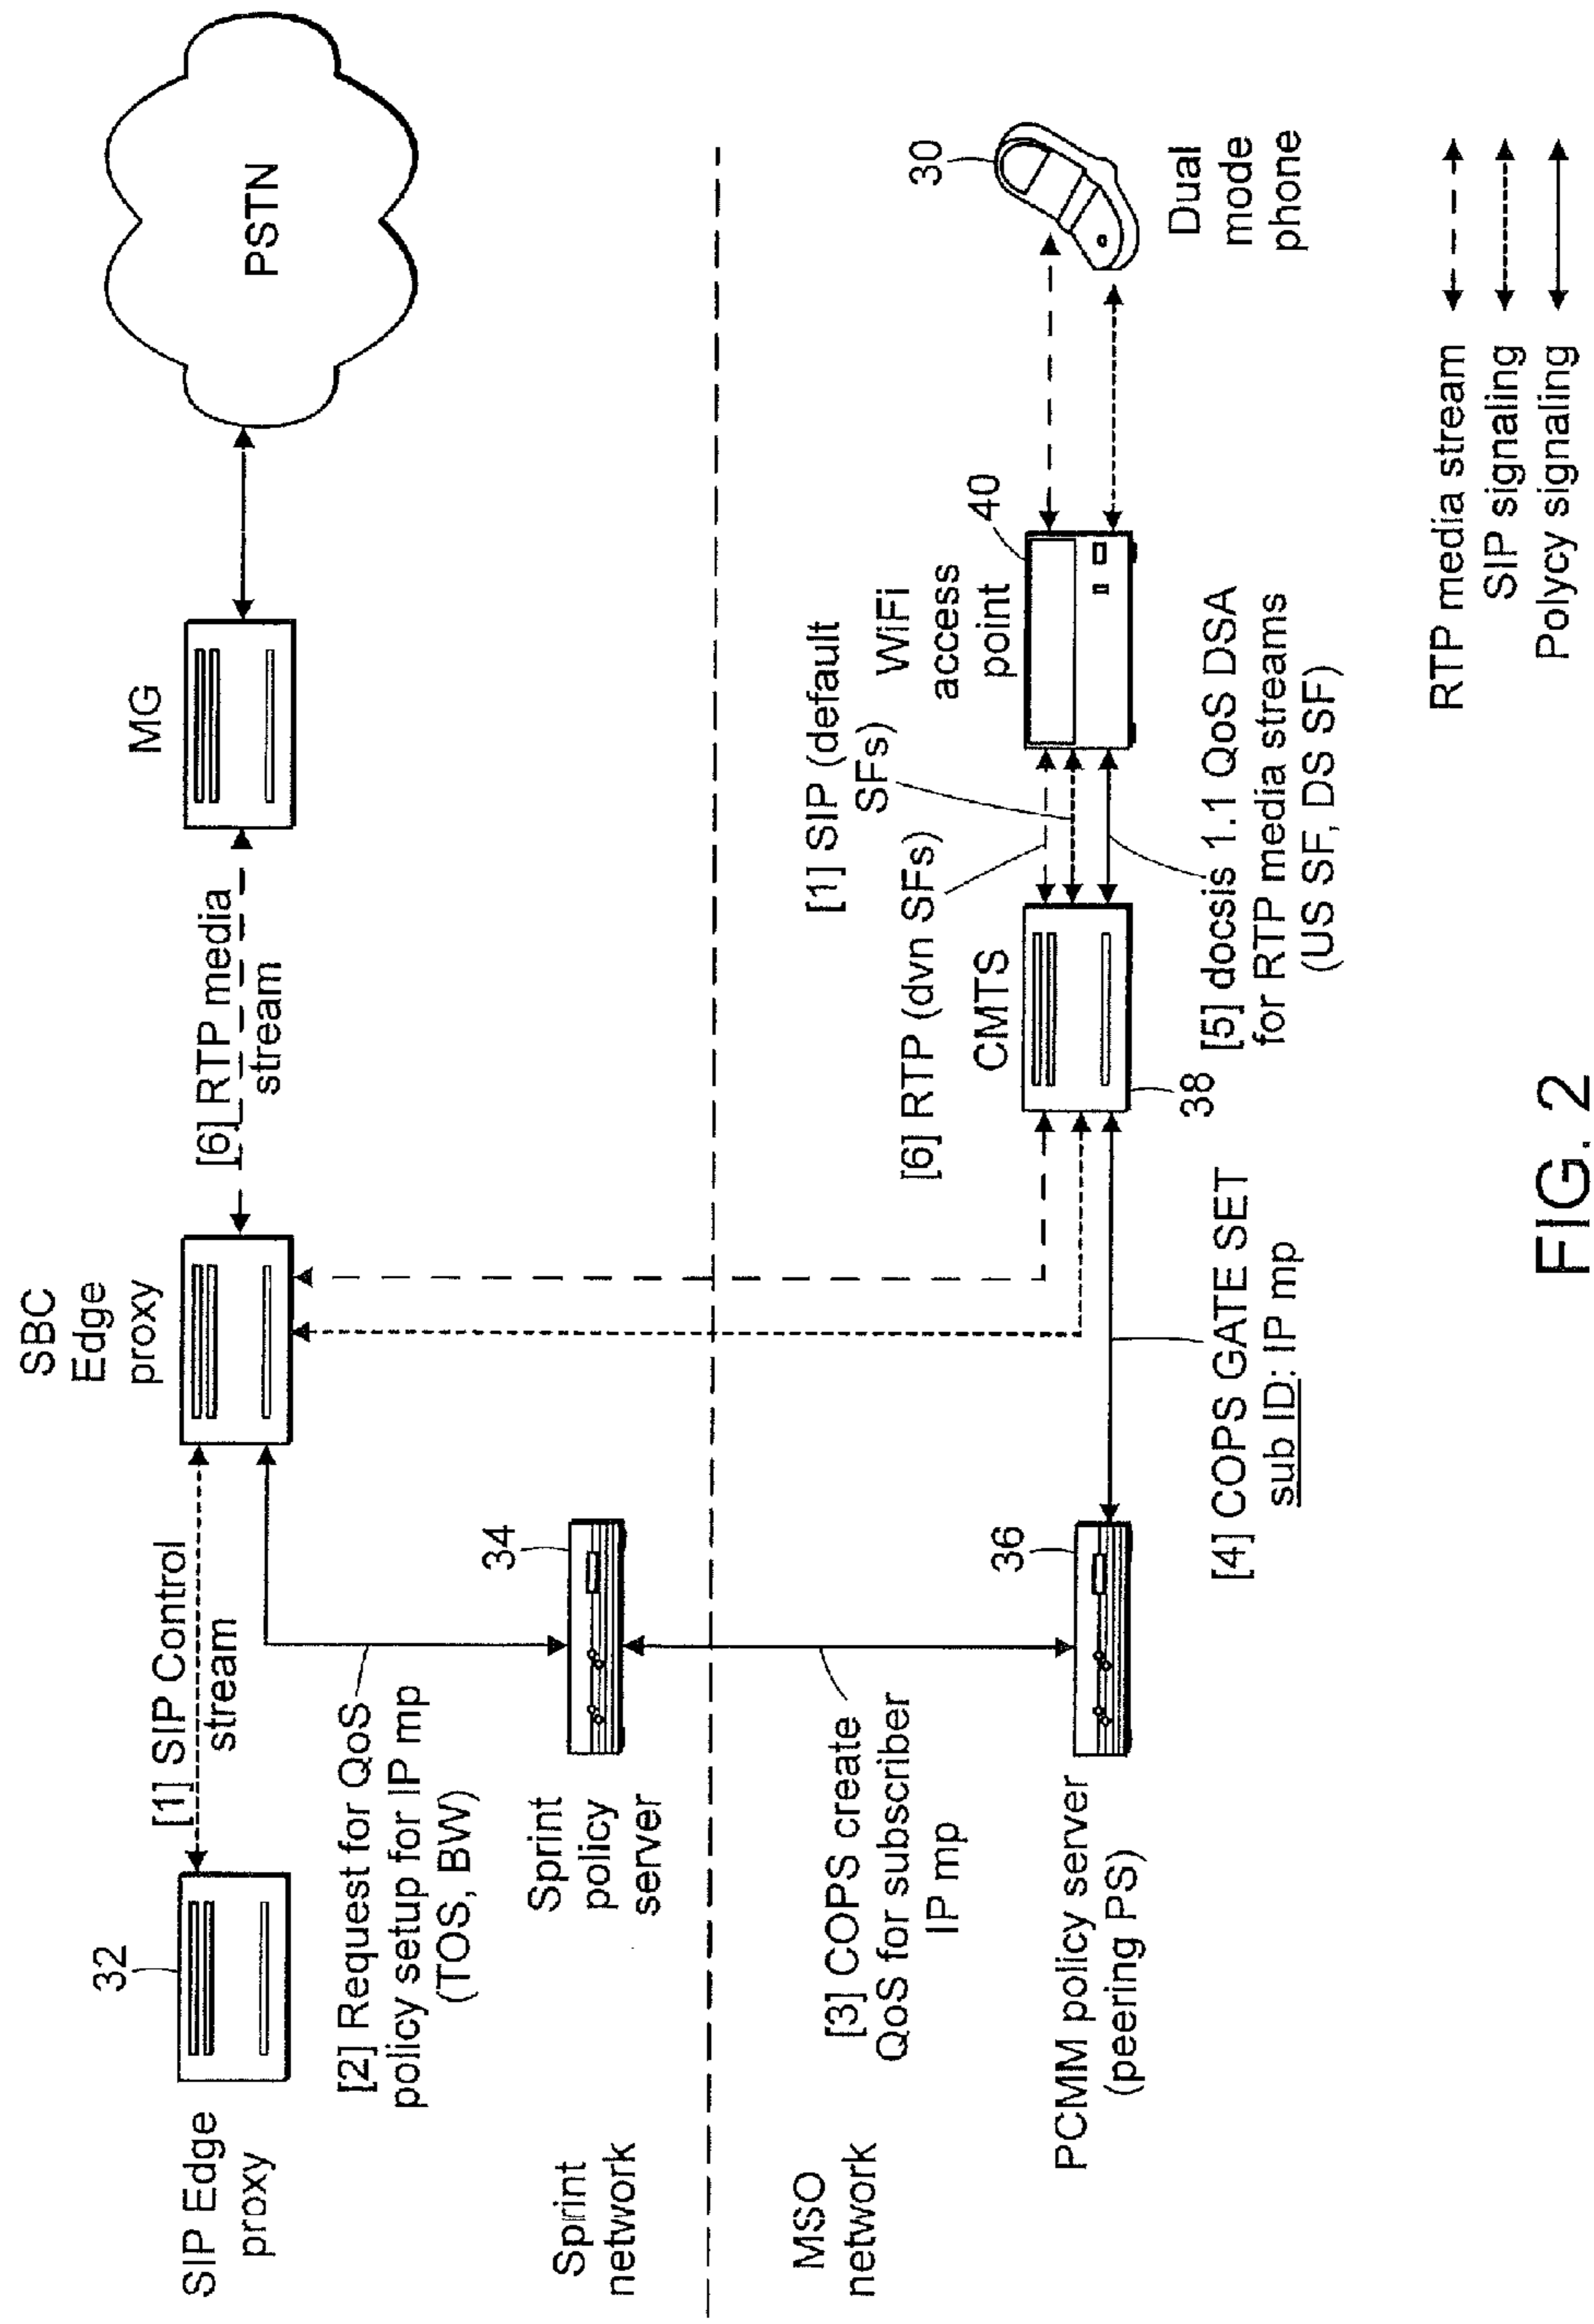 SIP Edge
proxy
32
[1] SIP Control
stream
SBC
Edge
proxy
[6] RTP media
stream
MG
PSTN
[2] Request for QoS
policy setup for IP mp
(TOS, BW)
34
Sprint
policy
server
Sprint
network
MSO
network
[3] COPS create
QoS for subscriber
IP mp
PCMM policy server
(peering PS)
36
[4] COPS GATE SET
sub ID: IP mp
[6] RTP (dvn SFs)
[1] SIP (default
SFs)
CMTS
38
[5] docsis 1.1 QoS DSA
for RTP media streams
(US SF, DS SF)
WiFi
access
point
40
30
Dual
mode
phone
RTP media stream
SIP signaling
Polycy signaling
FIG. 2